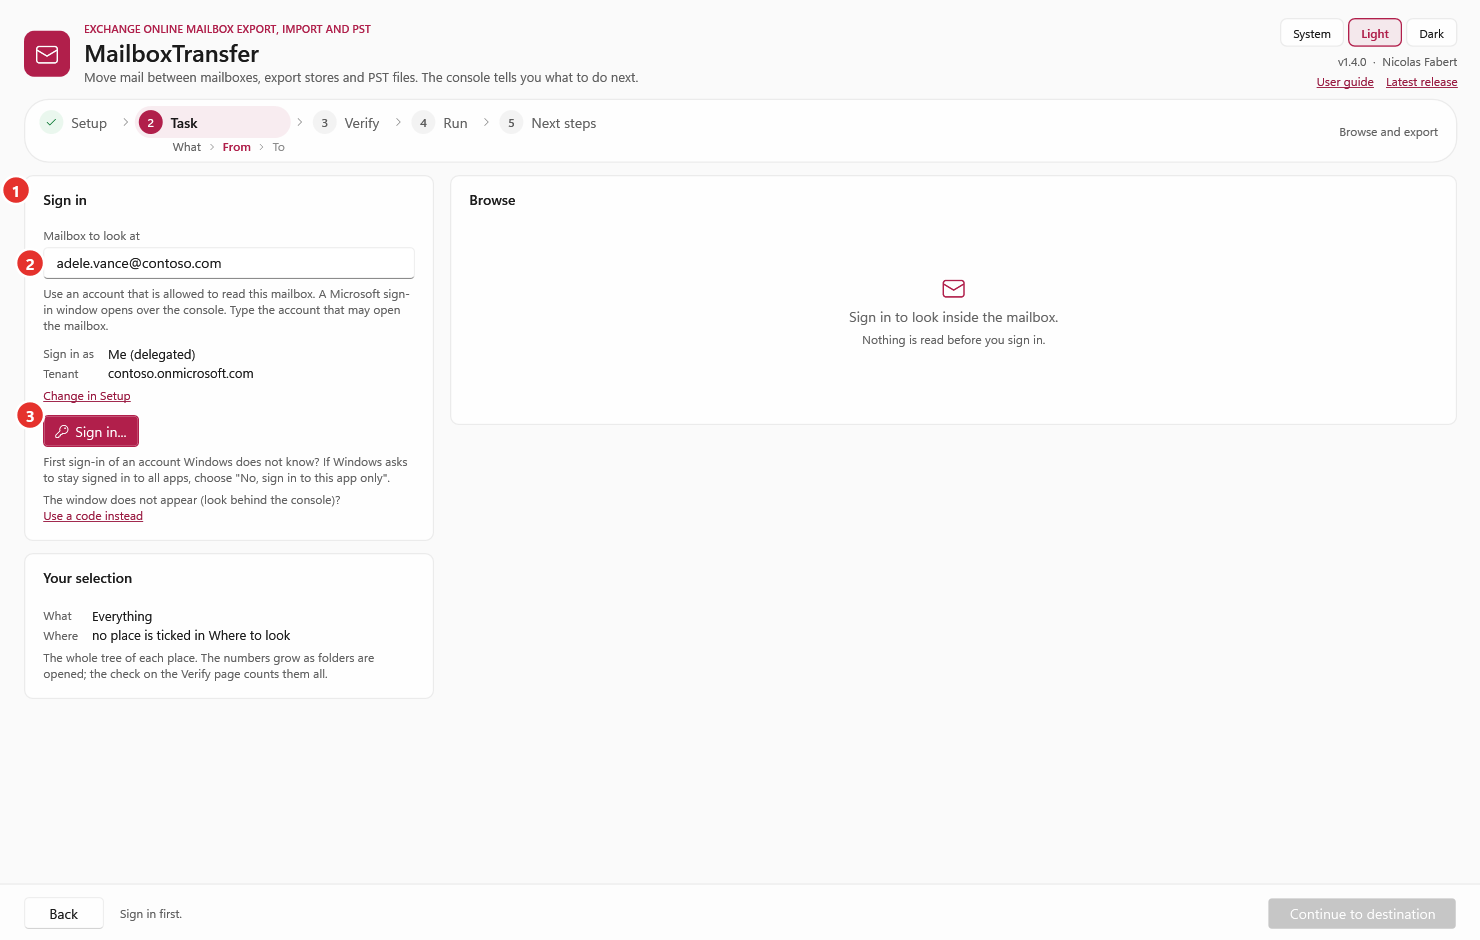 EXCHANGE ONLINE MAILBOX EXPORT, IMPORT AND PST
MailboxTransfer
Move mail between mailboxes, export stores and PST files. The console tells you what to do next.
System
Light
Dark
v1.4.0 · Nicolas Fabert
User guide
Latest release
Setup
2
Task
3
Verify
4
Run
5
Next steps
What
From
To
Browse and export
1
Sign in
Mailbox to look at
2
adele.vance@contoso.com
Use an account that is allowed to read this mailbox. A Microsoft sign-
in window opens over the console. Type the account that may open
the mailbox.
Sign in as Me (delegated)
Tenant contoso.onmicrosoft.com
Change in Setup
3
Sign in...
First sign-in of an account Windows does not know? If Windows asks
to stay signed in to all apps, choose "No, sign in to this app only".
The window does not appear (look behind the console)?
Use a code instead
Browse
Sign in to look inside the mailbox.
Nothing is read before you sign in.
Your selection
What Everything
Where no place is ticked in Where to look
The whole tree of each place. The numbers grow as folders are
opened; the check on the Verify page counts them all.
Back
Sign in first.
Continue to destination